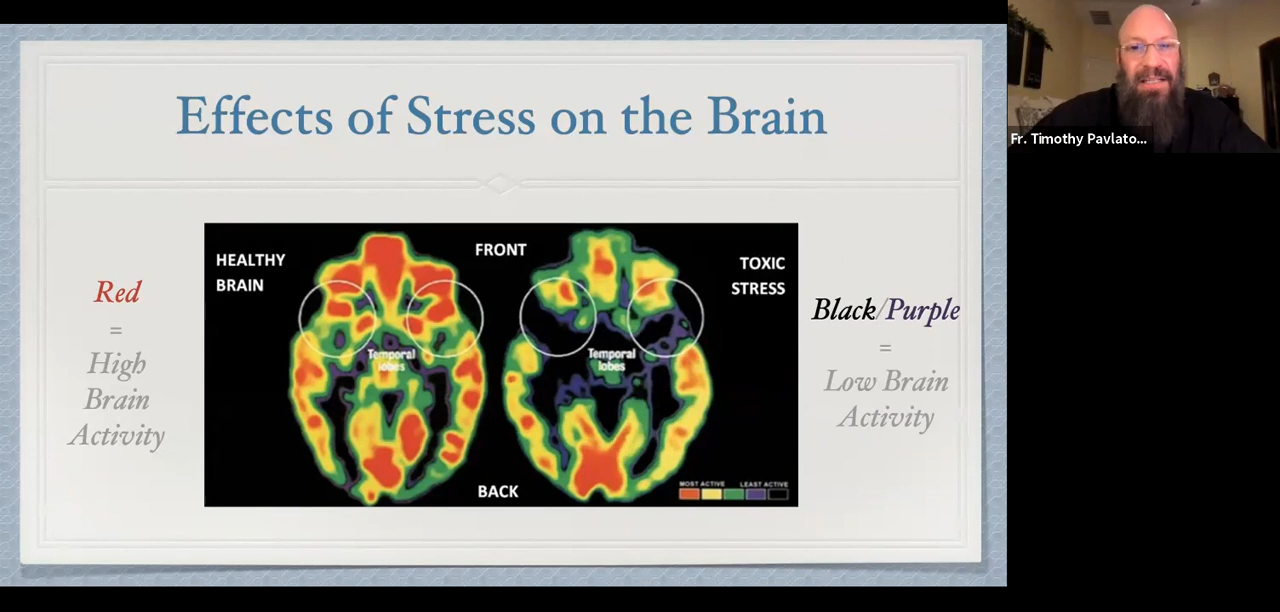 Effects of Stress on the Brain
Red
=
High
Brain
Activity
HEALTHY
BRAIN
FRONT
TOXIC
STRESS
Temporal
lobes
Temporal
lobes
BACK
MOST ACTIVE LEAST ACTIVE
Black/Purple
=
Low Brain
Activity
Fr. Timothy Pavlato...